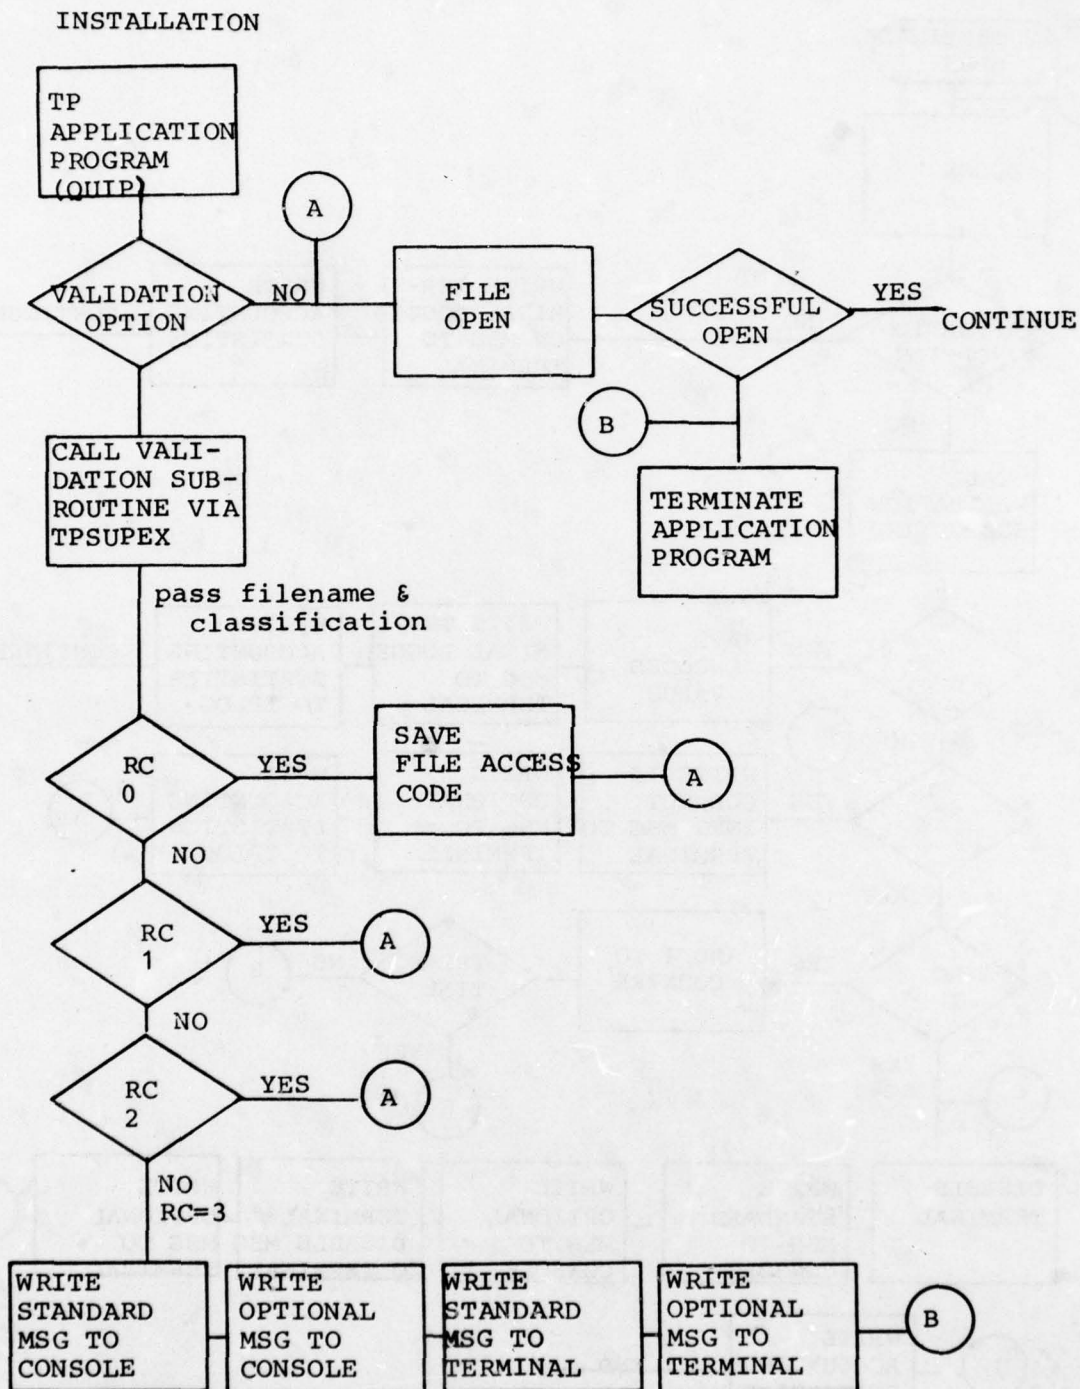 INSTALLATION
TP
APPLICATION
PROGRAM
(QUIP)
A
VALIDATION
OPTION
NO
FILE
OPEN
SUCCESSFUL
OPEN
YES
CONTINUE
B
TERMINATE
APPLICATION
PROGRAM
CALL VALI-
DATION SUB-
ROUTINE VIA
TPSUPEX
pass filename &
classification
RC
0
YES
SAVE
FILE ACCESS
CODE
A
NO
RC
1
YES
A
NO
RC
2
YES
A
NO
RC=3
WRITE
STANDARD
MSG TO
CONSOLE
WRITE
OPTIONAL
MSG TO
CONSOLE
WRITE
STANDARD
MSG TO
TERMINAL
WRITE
OPTIONAL
MSG TO
TERMINAL
B